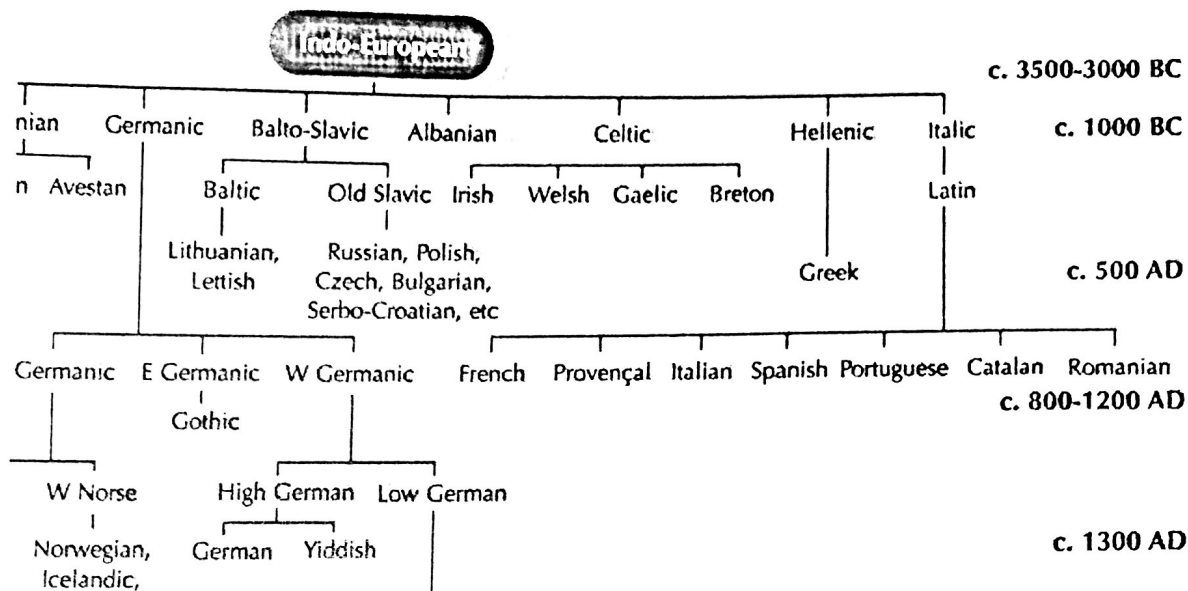 Indo-European
c. 3500-3000 BC
nian Germanic Balto-Slavic Albanian Celtic Hellenic Italic c. 1000 BC
n Avestan Baltic Old Slavic Irish Welsh Gaelic Breton Latin
Lithuanian, Russian, Polish,
Lettish Czech, Bulgarian, Greek c. 500 AD
Serbo-Croatian, etc
Germanic E Germanic W Germanic French Provençal Italian Spanish Portuguese Catalan Romanian
c. 800-1200 AD
Gothic
W Norse High German Low German
Norwegian, German Yiddish c. 1300 AD
Icelandic,